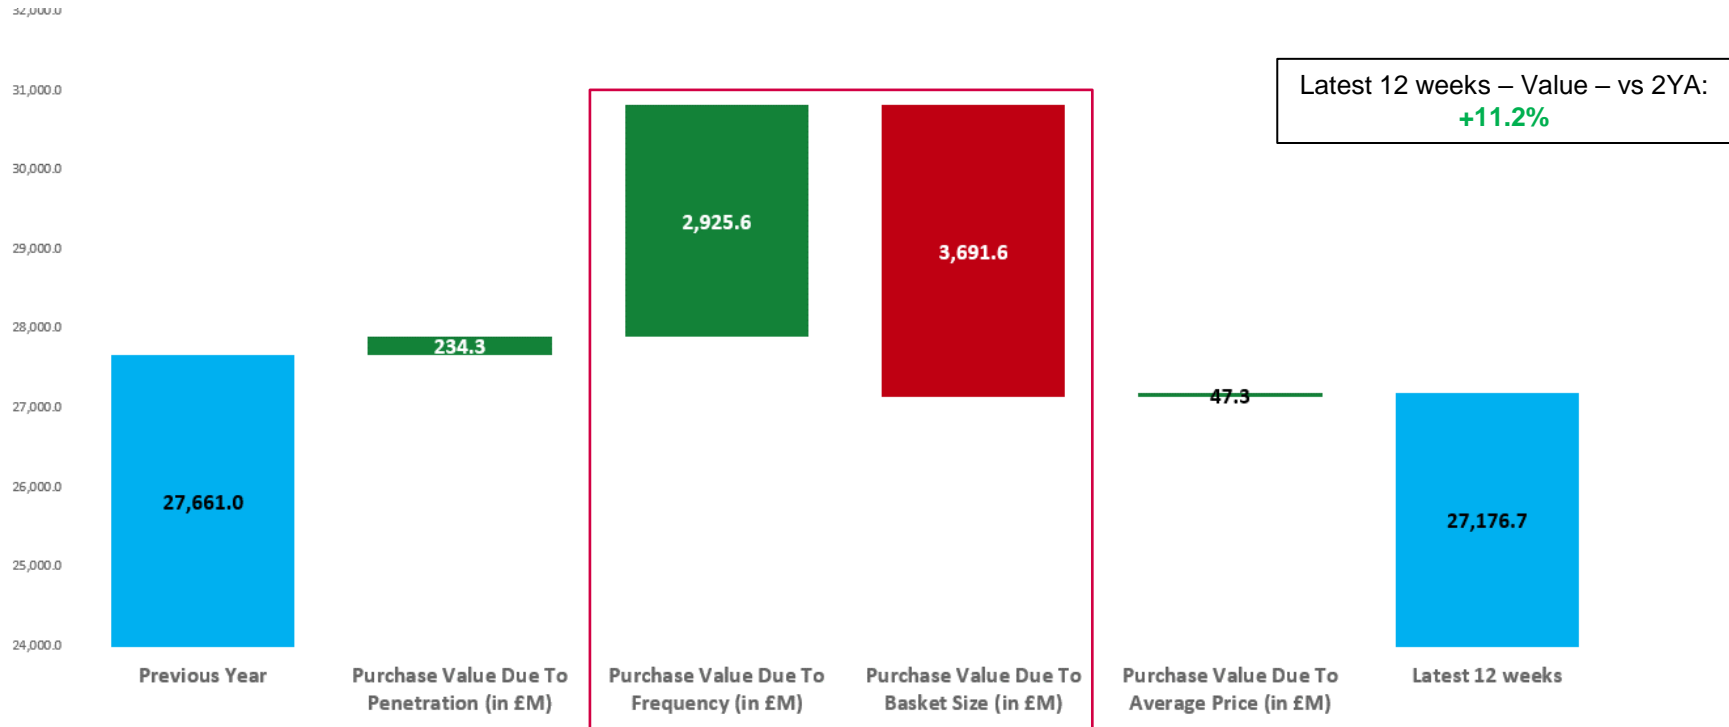 32,000.0
31,000.0
30,000.0
29,000.0
28,000.0
27,000.0
26,000.0
25,000.0
24,000.0
Latest 12 weeks – Value – vs 2YA:
+11.2%
27,661.0
234.3
2,925.6
3,691.6
47.3
27,176.7
Previous Year
Purchase Value Due To
Penetration (in £M)
Purchase Value Due To
Frequency (in £M)
Purchase Value Due To
Basket Size (in £M)
Purchase Value Due To
Average Price (in £M)
Latest 12 weeks